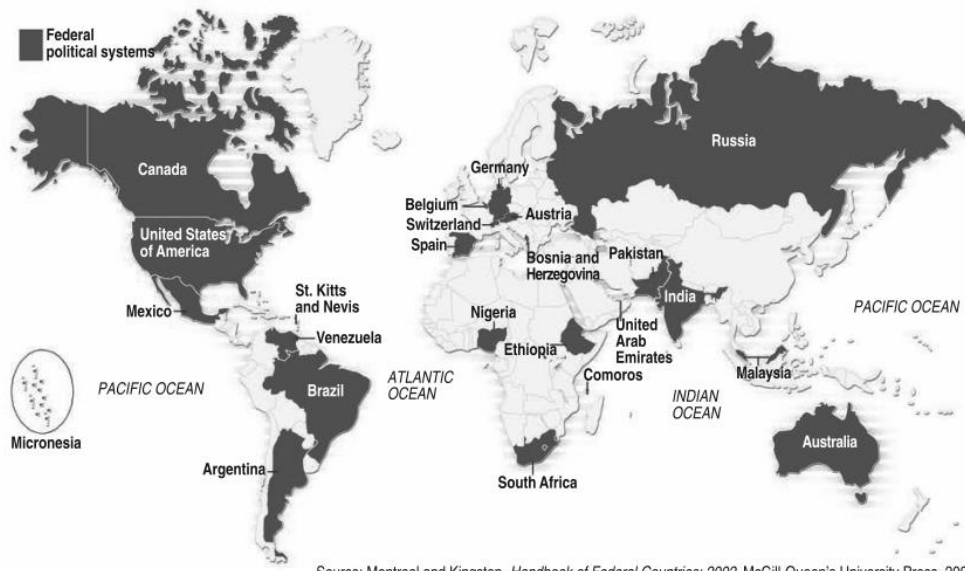 Federal
political systems
Canada
United States
of America
Mexico
St. Kitts
and Nevis
Venezuela
Brazil
Argentina
Micronesia
PACIFIC OCEAN
ATLANTIC
OCEAN
Germany
Belgium
Switzerland
Austria
Spain
Bosnia and
Herzegovina
Russia
Pakistan
India
Nigeria
Ethiopia
United
Arab
Emirates
Comoros
South Africa
INDIAN
OCEAN
Malaysia
PACIFIC OCEAN
Australia
Source: Montreal and Kingston, Handbook of Federal Countries: 2002, McGill-Queen's University Press,